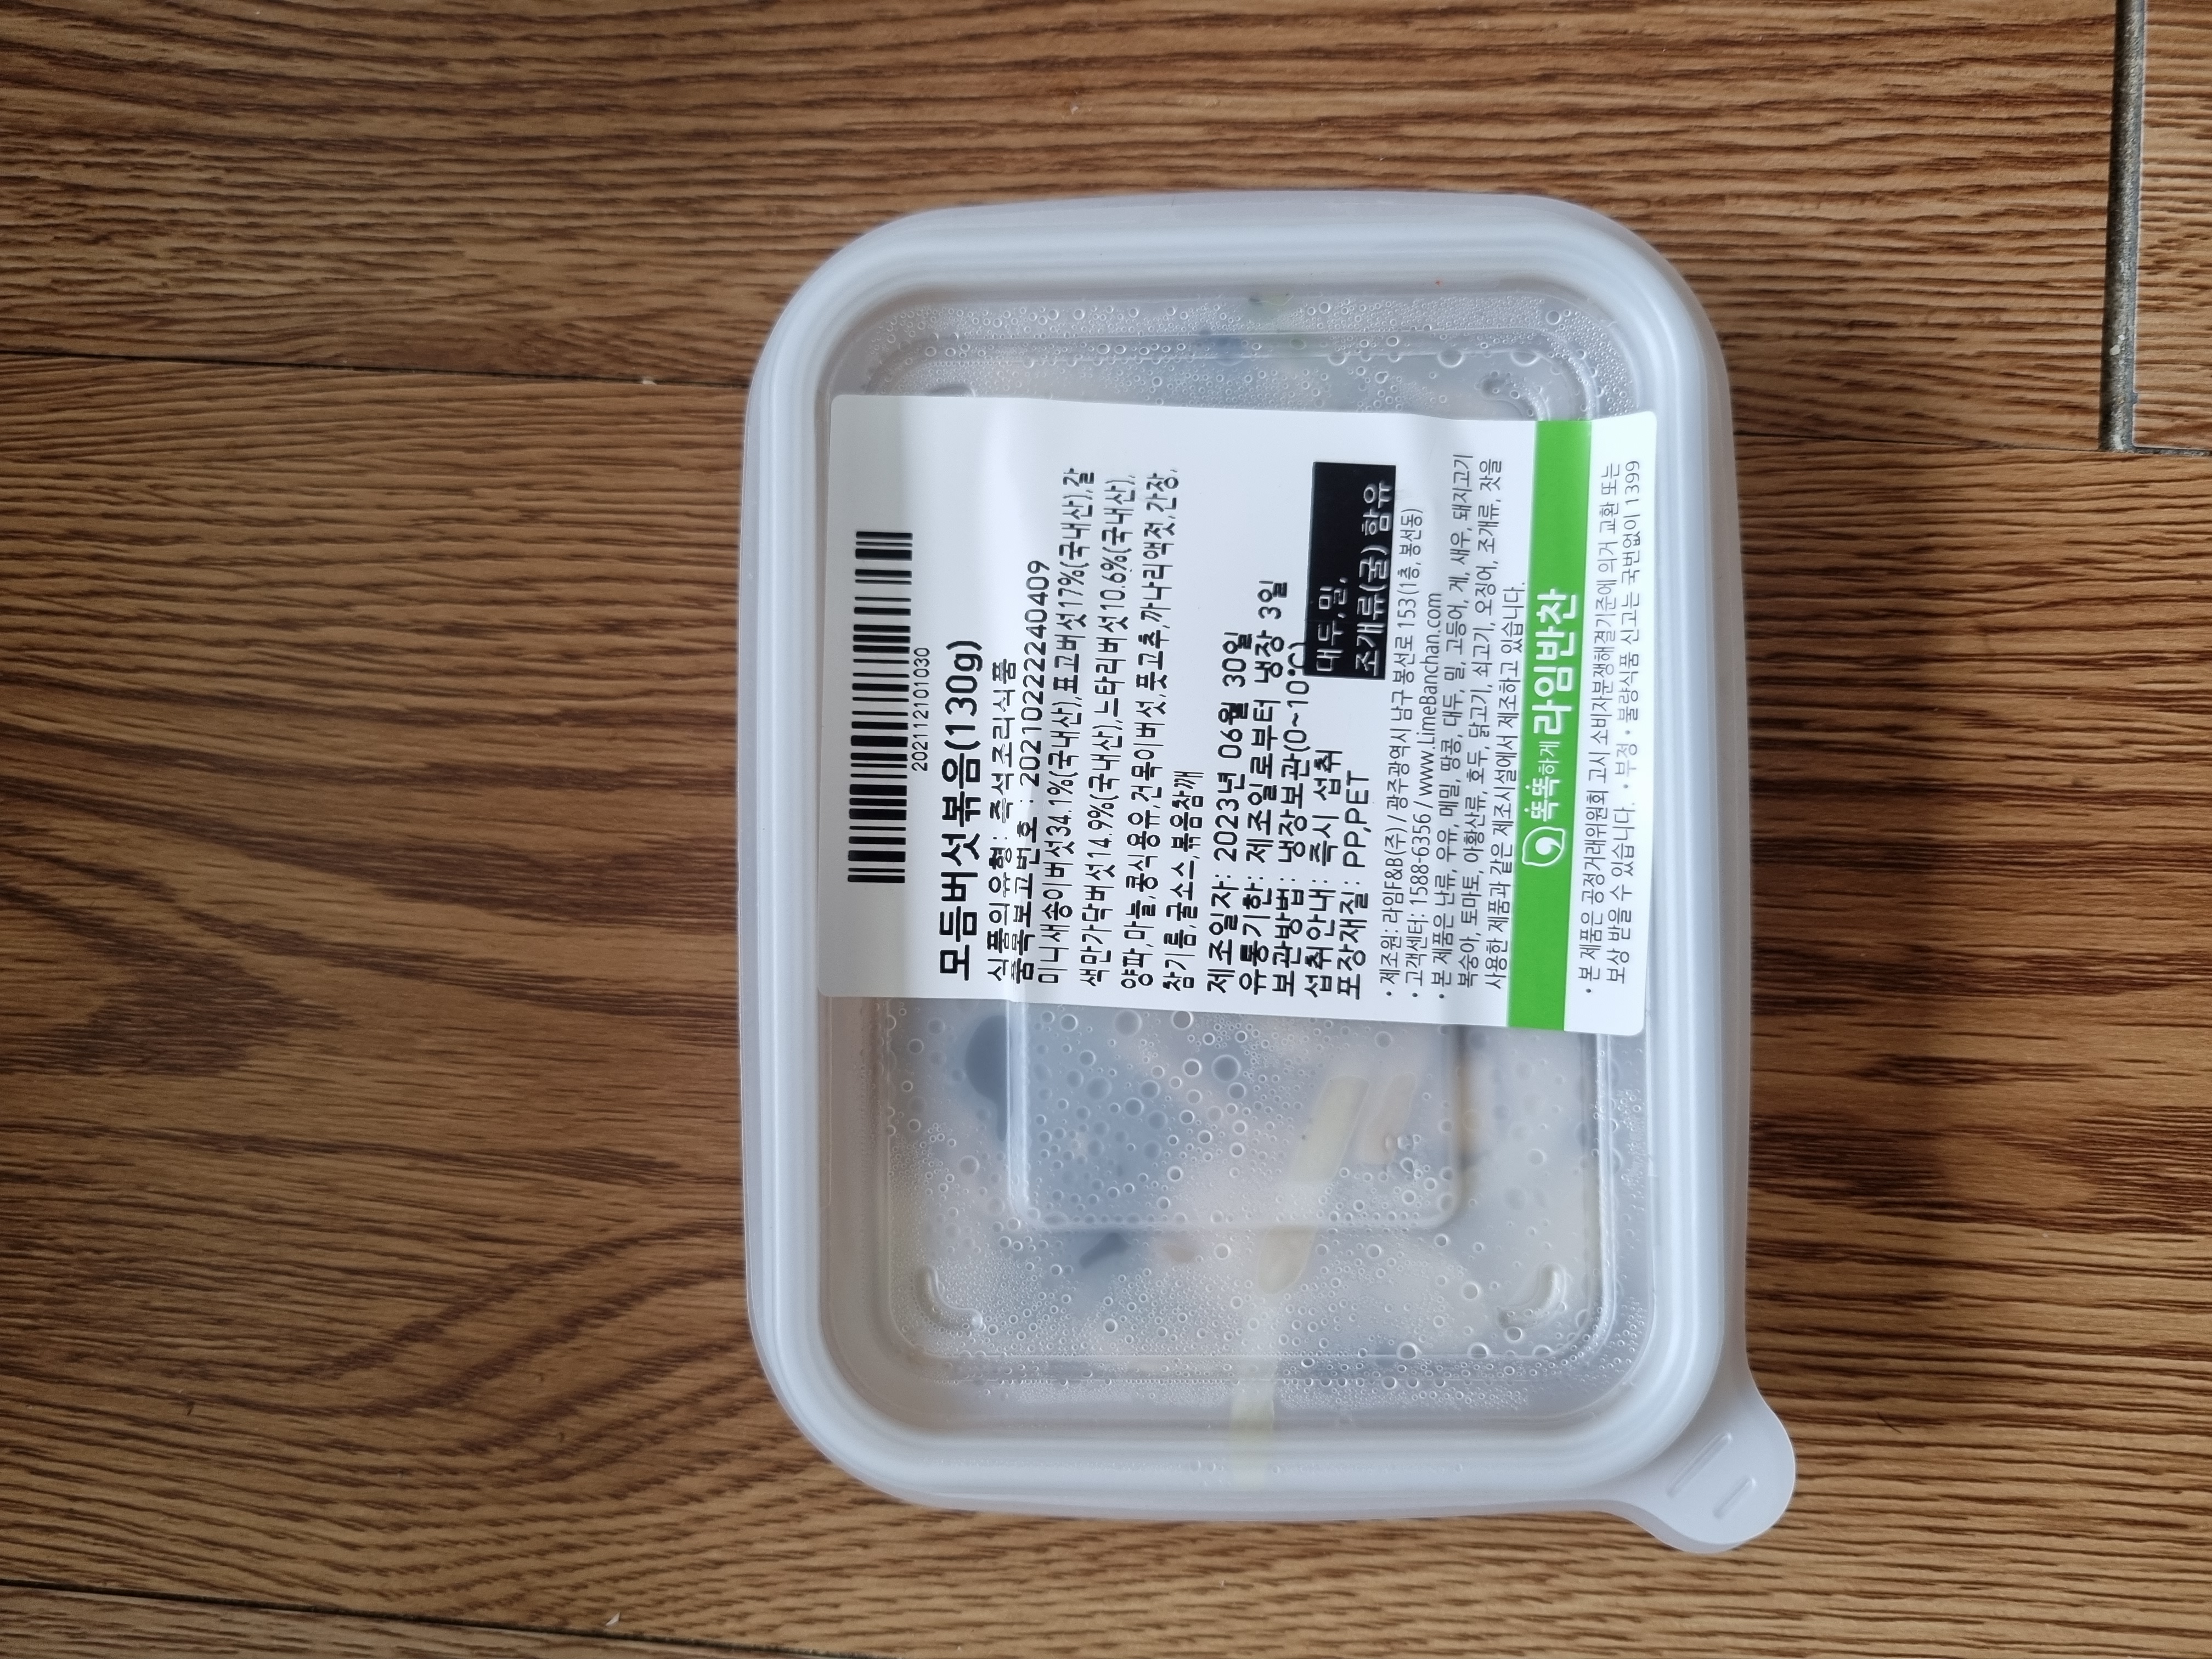 2021121101030
모듬버섯볶음(130g)
식품의유형: 즉석조리식품
품목보고번호 : 2021022224040​9
미니새송이버섯34.1%(국내산),표고버섯17%(국내산),갈
색만가닥버섯14.9%(국내산),느타리버섯10.6%(국내산),
양파,마늘,콩식용유,건목이버섯,풋고추,까나리액젓,간장,
참기름,굴소스,볶음참깨
제조일자: 2023년 06월 30일
유통기한: 제조일로부터 냉장 3일
보관방법: 냉장보관(0~10℃)
섭취안내: 즉시 섭취
포장재질: PP,PET
대두,밀,
조개류(굴) 함유
• 제조원: 라임F&B(주) / 광주광역시 남구 봉선로 153(1층, 봉선동)
• 고객센터: 1588-6356 / www.LimeBanchan.com
• 본 제품은 난류, 우유, 메밀, 땅콩, 대두, 밀, 고등어, 게, 새우, 돼지고기
복숭아, 토마토, 아황산류, 호두, 닭고기, 쇠고기, 오징어, 조개류, 잣을
사용한 제품과 같은 제조시설에서 제조하고 있습니다.
똑똑하게 라임반찬
• 본 제품은 공정거래위원회 고시 소비자분쟁해결기준에 의거 교환 또는
보상 받을 수 있습니다. • 부정 • 불량식품 신고는 국번없이 1399